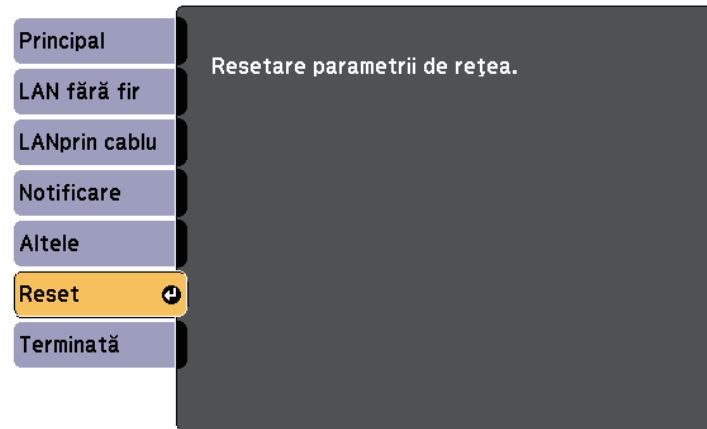 Principal
Resetare parametrii de rețea.
LAN fără fir
LANprin cablu
Notificare
Altele
Reset
Terminată